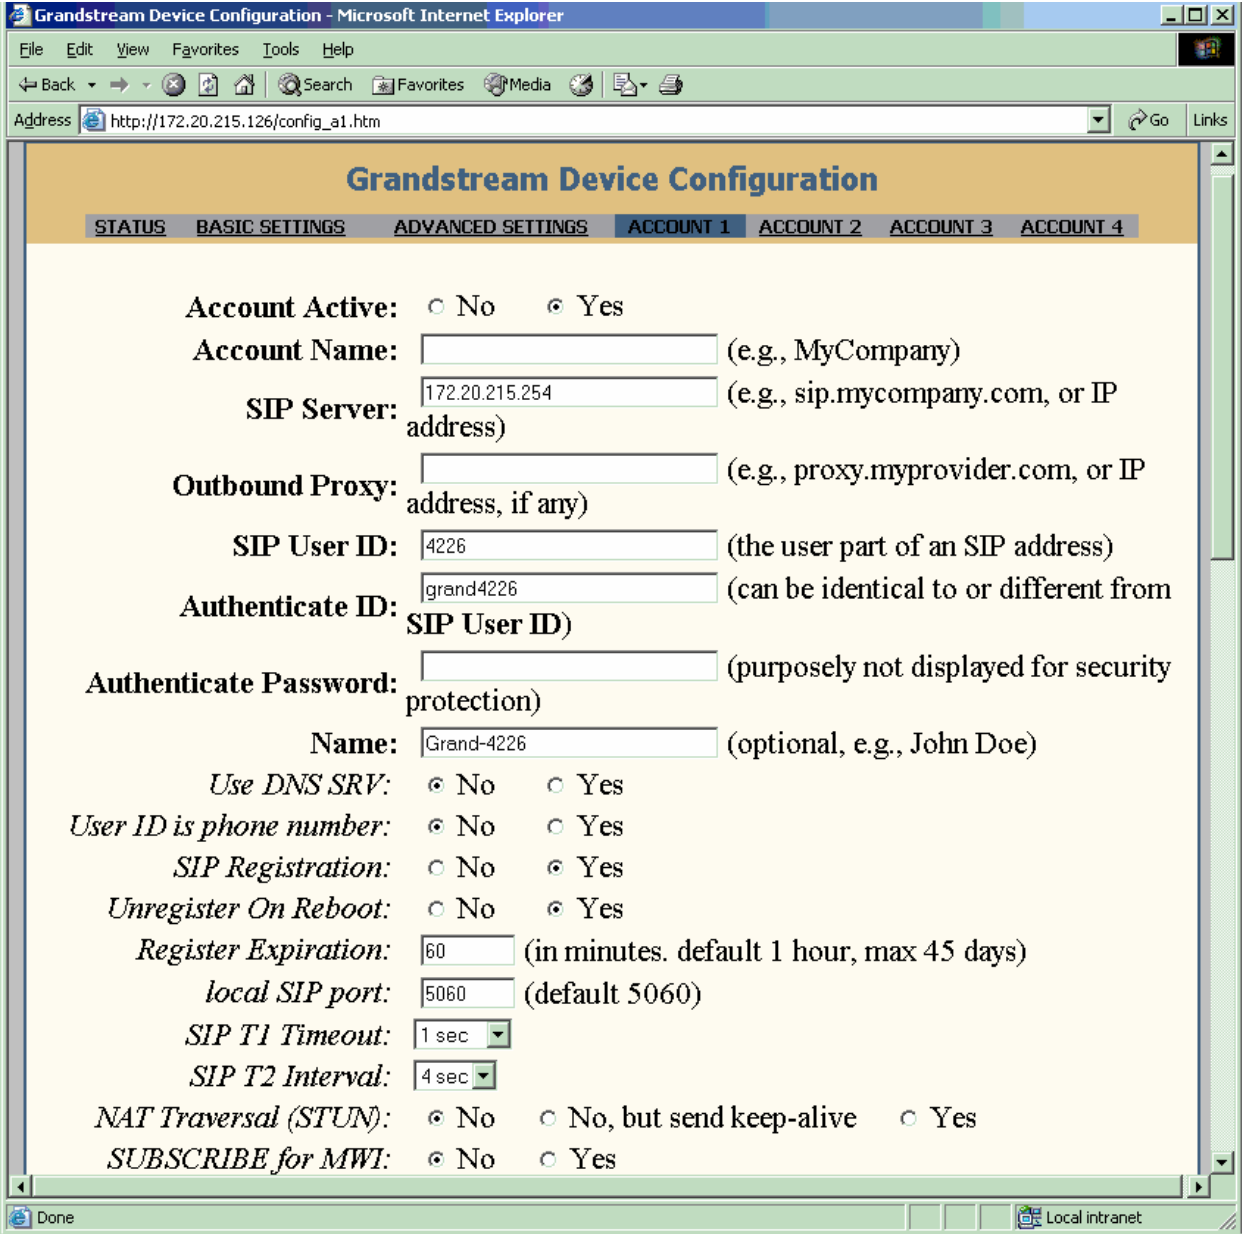 Grandstream Device Configuration - Microsoft Internet Explorer
File Edit View Favorites Tools Help
Back Search Favorites Media
Address http://172.20.215.126/config_a1.htm Go Links
Grandstream Device Configuration
STATUS BASIC SETTINGS ADVANCED SETTINGS ACCOUNT 1 ACCOUNT 2 ACCOUNT 3 ACCOUNT 4
Account Active: No Yes
Account Name: (e.g., MyCompany)
SIP Server: 172.20.215.254 (e.g., sip.mycompany.com, or IP
address)
Outbound Proxy: (e.g., proxy.myprovider.com, or IP
address, if any)
SIP User ID: 4226 (the user part of an SIP address)
Authenticate ID: grand4226 (can be identical to or different from
SIP User ID)
Authenticate Password: (purposely not displayed for security
protection)
Name: Grand-4226 (optional, e.g., John Doe)
Use DNS SRV: No Yes
User ID is phone number: No Yes
SIP Registration: No Yes
Unregister On Reboot: No Yes
Register Expiration: 60 (in minutes. default 1 hour, max 45 days)
local SIP port: 5060 (default 5060)
SIP T1 Timeout: 1 sec
SIP T2 Interval: 4 sec
NAT Traversal (STUN): No No, but send keep-alive Yes
SUBSCRIBE for MWI: No Yes
Done Local intranet